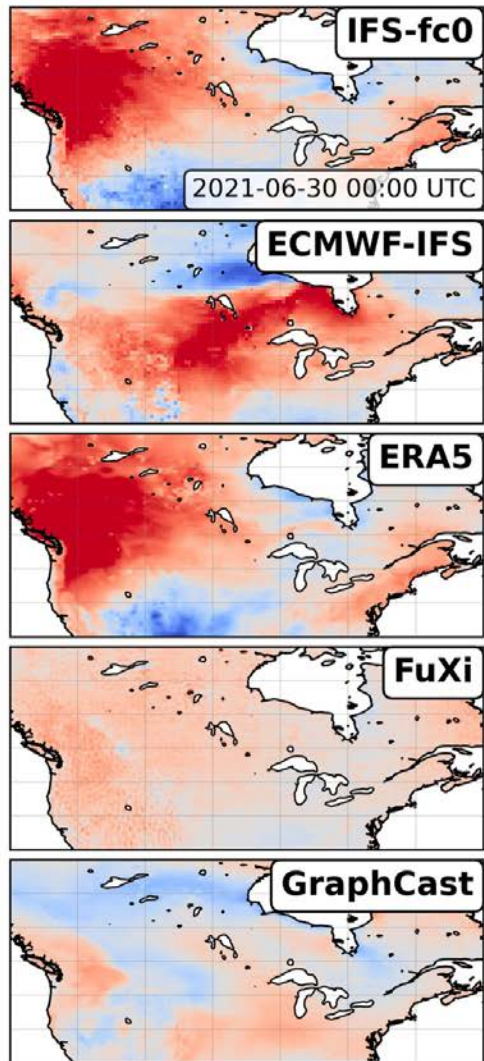 IFS-fc0
2021-06-30 00:00 UTC
ECMWF-IFS
ERA5
FuXi
GraphCast